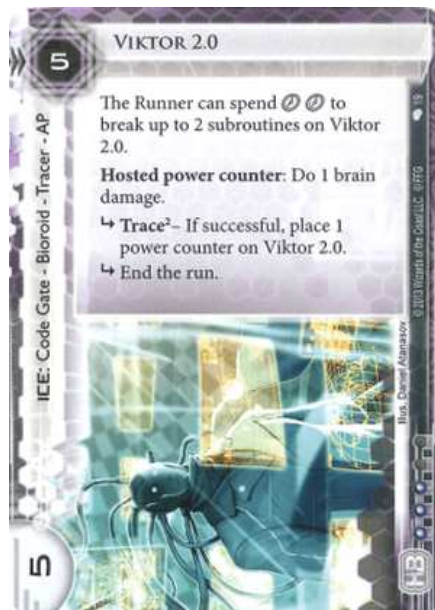 VIKTOR 2.0
5
The Runner can spend to
break up to 2 subroutines on Viktor
2.0.
Hosted power counter: Do 1 brain
damage.
↳ Trace²– If successful, place 1
power counter on Viktor 2.0.
↳ End the run.
ICE: Code Gate - Bioroid - Tracer - AP
19
© 2013 Wizards of the Coast LLC. © FFG
Illus. Daniel Atanasov
5
HB